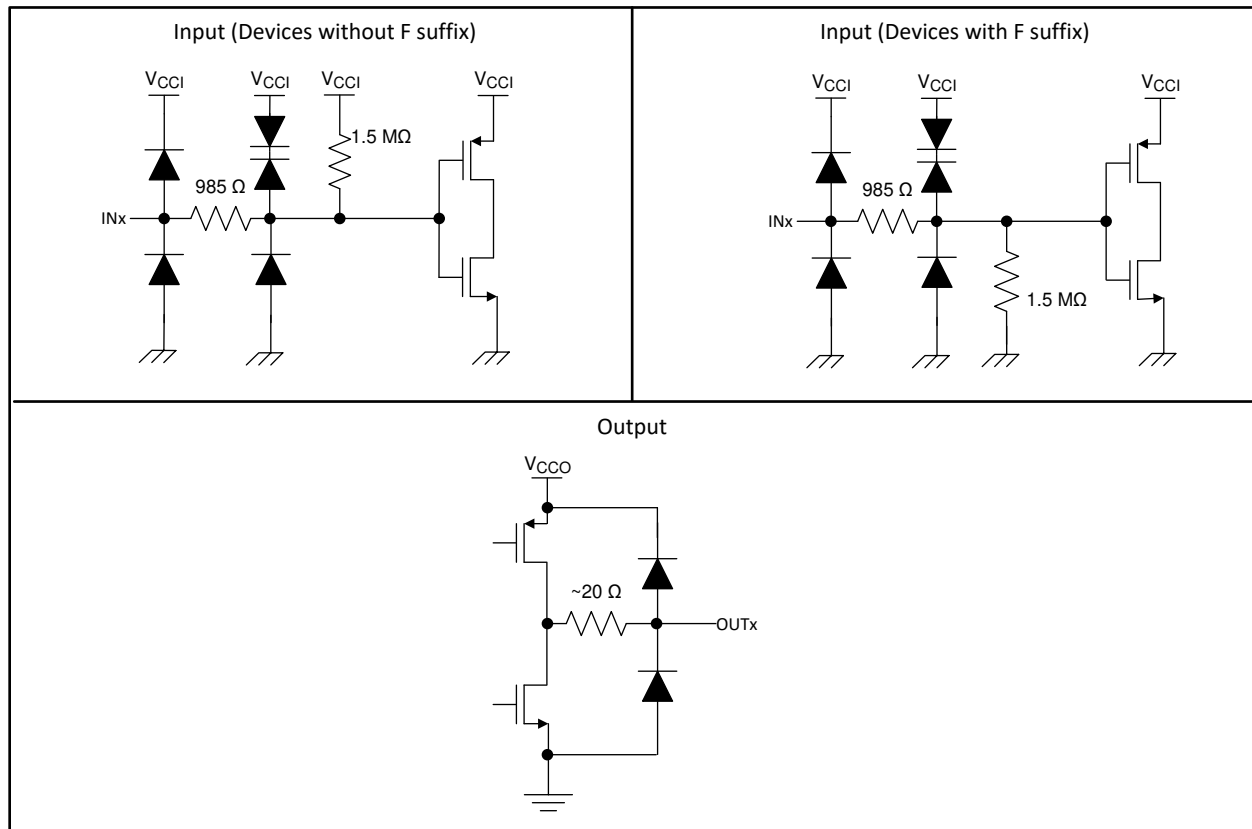 Input (Devices without F suffix)
VCCI VCCI VCCI VCCI
1.5 MΩ
985 Ω
INx
Input (Devices with F suffix)
VCCI VCCI VCCI
985 Ω
INx
1.5 MΩ
Output
VCCO
~20 Ω
OUTx